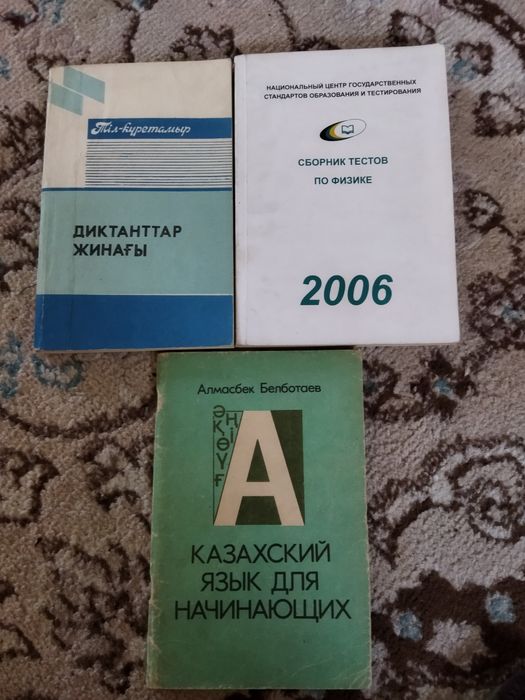 Тіл-күретамыр
ДИКТАНТТАР
ЖИНАҒЫ
НАЦИОНАЛЬНЫЙ ЦЕНТР ГОСУДАРСТВЕННЫХ
СТАНДАРТОВ ОБРАЗОВАНИЯ И ТЕСТИРОВАНИЯ
СБОРНИК ТЕСТОВ
ПО ФИЗИКЕ
2006
Алмасбек Белботаев
Ә
Қ Ң
Ө І
Ү
Ғ
А
КАЗАХСКИЙ
ЯЗЫК ДЛЯ
НАЧИНАЮЩИХ